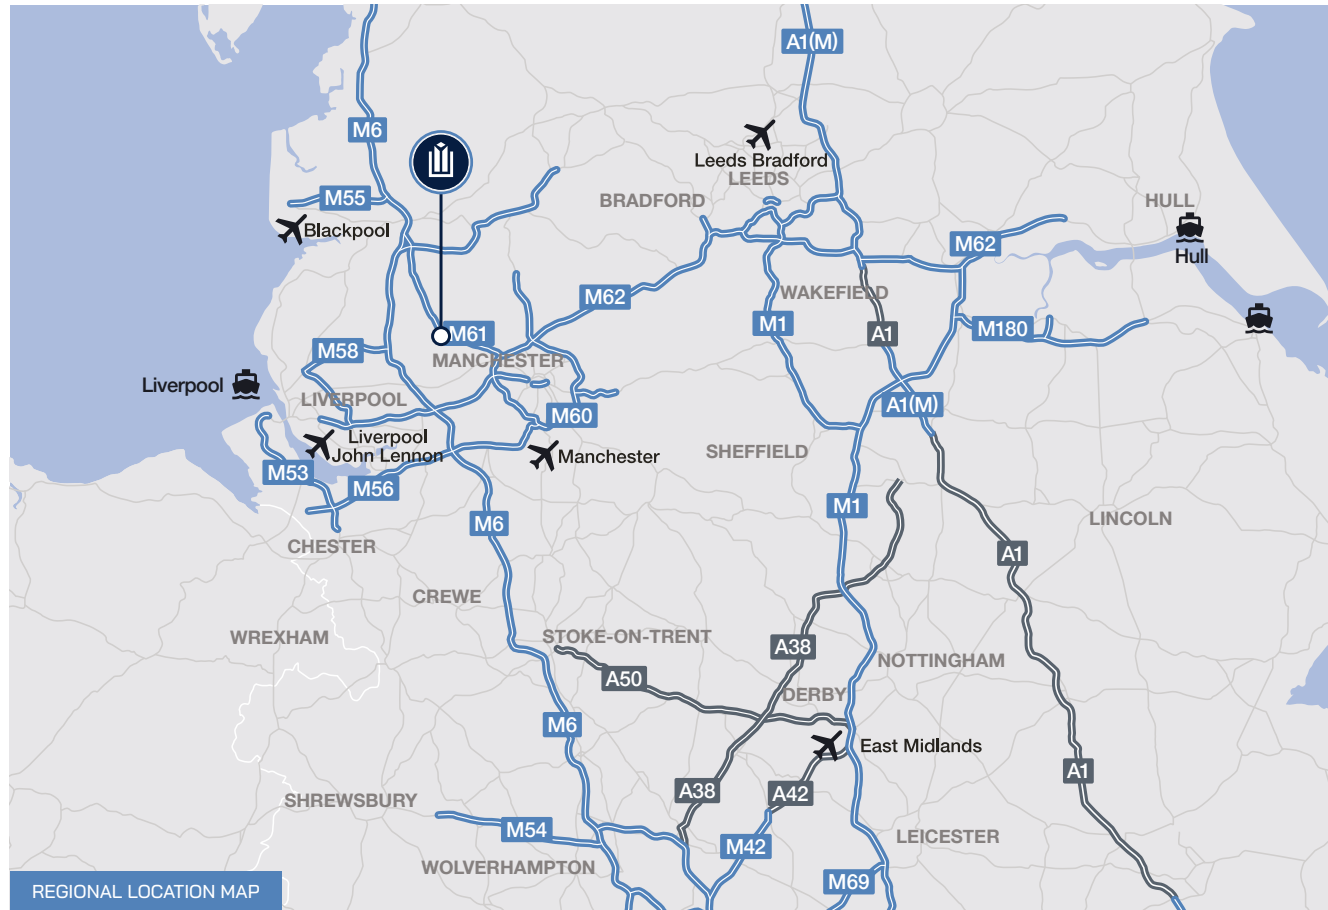 A1(M)
M6
Leeds Bradford
LEEDS
M55
BRADFORD
HULL
Blackpool
M62
Hull
WAKEFIELD
M62
M1
A1
M180
M61
M58
MANCHESTER
Liverpool
LIVERPOOL
A1(M)
M60
Liverpool
John Lennon
Manchester
SHEFFIELD
M53
M56
M1
M6
LINCOLN
CHESTER
A1
CREWE
WREXHAM
STOKE-ON-TRENT
A38
NOTTINGHAM
A50
DERBY
M6
East Midlands
A1
SHREWSBURY
A38
A42
M54
LEICESTER
M42
WOLVERHAMPTON
M69
REGIONAL LOCATION MAP